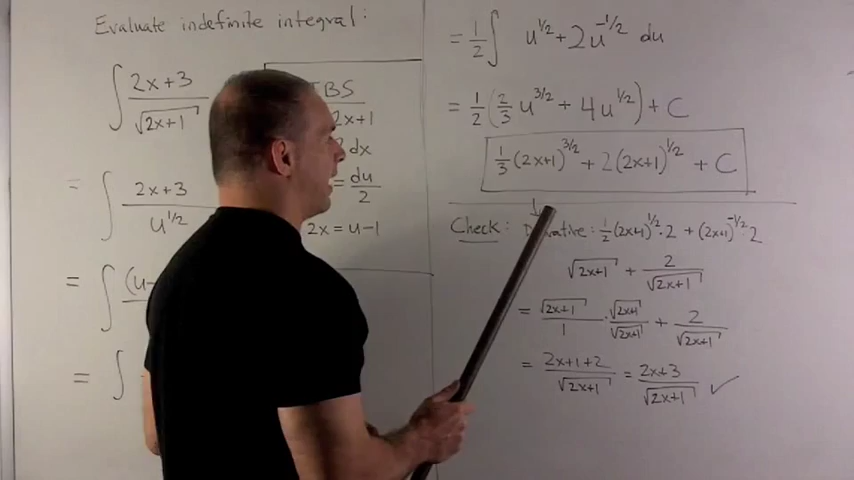 Evaluate indefinite integral:
∫ (2x+3)/√(2x+1)
= ∫ (2x+3)/u^(1/2)
= ∫ (u-
= ∫
TBS
2x+1
dx
= du/2
2x = u-1
= 1/2 ∫ u^(1/2) + 2u^(-1/2) du
= 1/2 (2/3 u^(3/2) + 4u^(1/2)) + C
1/3 (2x+1)^(3/2) + 2(2x+1)^(1/2) + C
Check: Derivative: 1/2 (2x+1)^(1/2)·2 + (2x+1)^(-1/2)·2
√(2x+1) + 2/√(2x+1)
= √(2x+1)/1 · √(2x+1)/√(2x+1) + 2/√(2x+1)
= (2x+1+2)/√(2x+1) = (2x+3)/√(2x+1) ✓